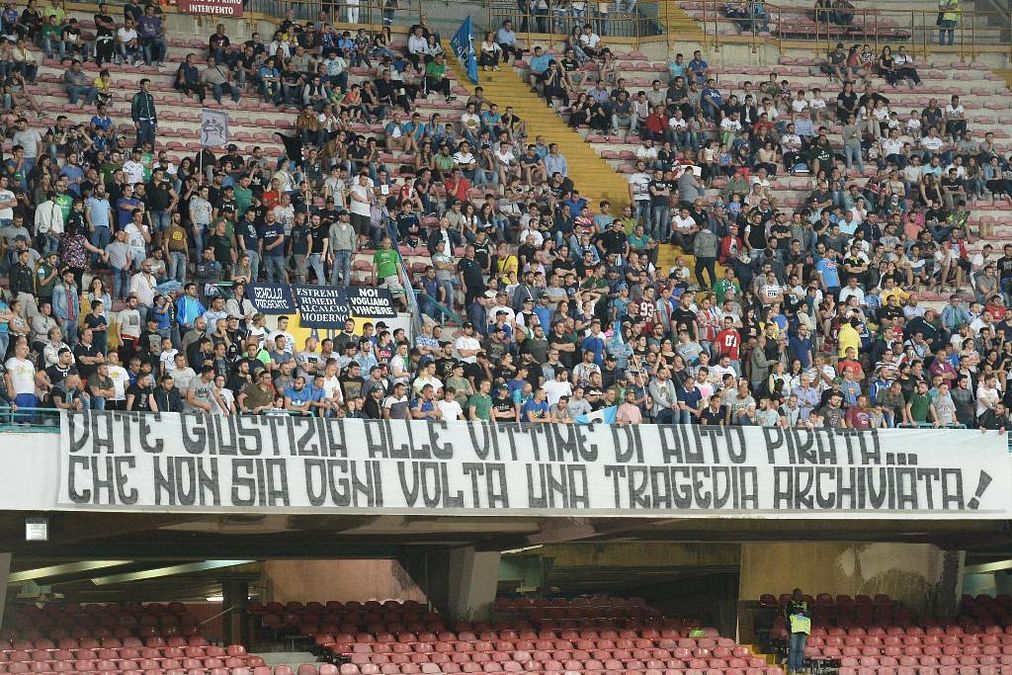 INTERVENTO
ESTREMI
RIMEDI
AL CALCIO
MODERNO
NOI
VOGLIAMO
VINCERE
DATE GIUSTIZIA ALLE VITTIME DI AUTO PIRATA...
CHE NON SIA OGNI VOLTA UNA TRAGEDIA ARCHIVIATA!